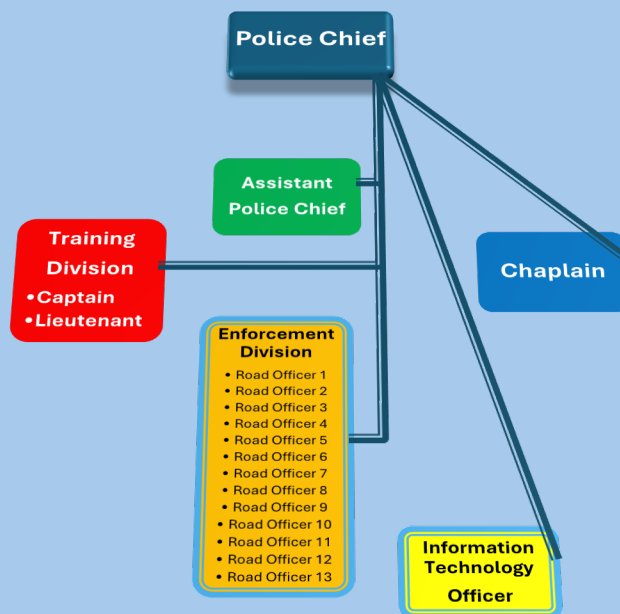 Police Chief
Assistant
Police Chief
Training
Division
•Captain
•Lieutenant
Chaplain
Enforcement
Division
• Road Officer 1
• Road Officer 2
• Road Officer 3
• Road Officer 4
• Road Officer 5
• Road Officer 6
• Road Officer 7
• Road Officer 8
• Road Officer 9
• Road Officer 10
• Road Officer 11
• Road Officer 12
• Road Officer 13
Information
Technology
Officer